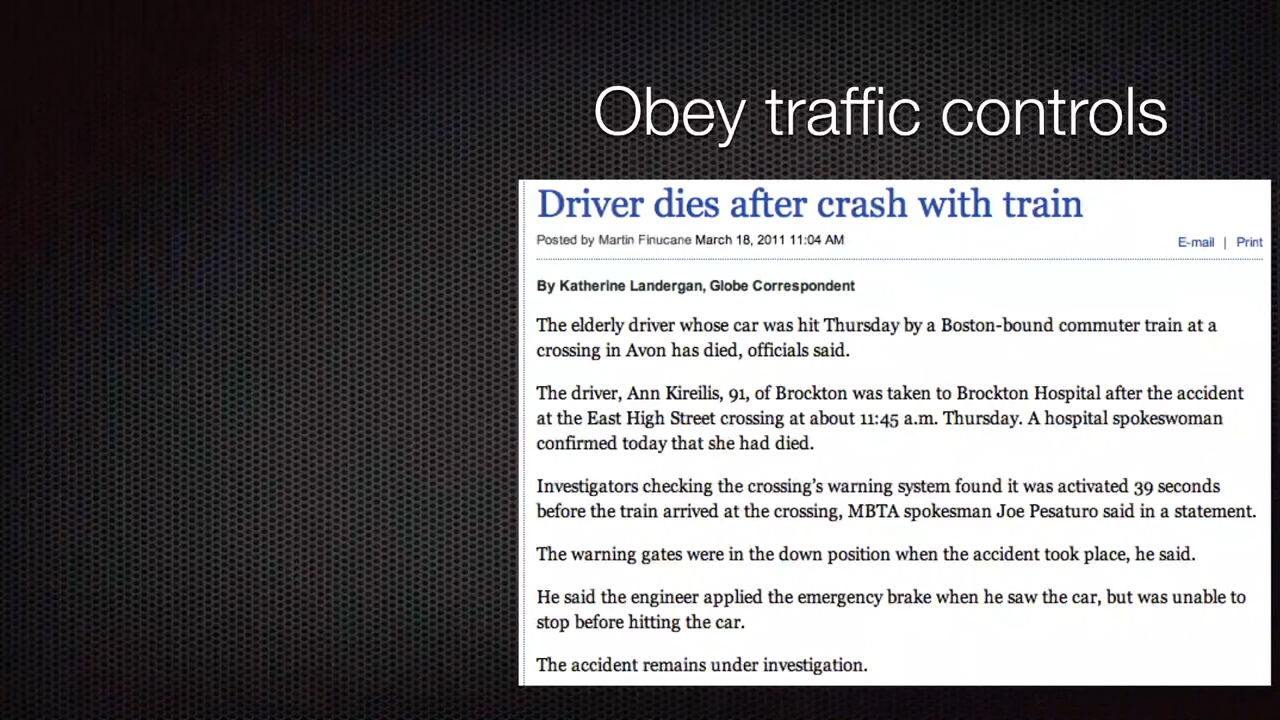 Obey traffic controls
Driver dies after crash with train
Posted by Martin Finucane March 18, 2011 11:04 AM
E-mail | Print
By Katherine Landergan, Globe Correspondent
The elderly driver whose car was hit Thursday by a Boston-bound commuter train at a
crossing in Avon has died, officials said.
The driver, Ann Kireilis, 91, of Brockton was taken to Brockton Hospital after the accident
at the East High Street crossing at about 11:45 a.m. Thursday. A hospital spokeswoman
confirmed today that she had died.
Investigators checking the crossing's warning system found it was activated 39 seconds
before the train arrived at the crossing, MBTA spokesman Joe Pesaturo said in a statement.
The warning gates were in the down position when the accident took place, he said.
He said the engineer applied the emergency brake when he saw the car, but was unable to
stop before hitting the car.
The accident remains under investigation.